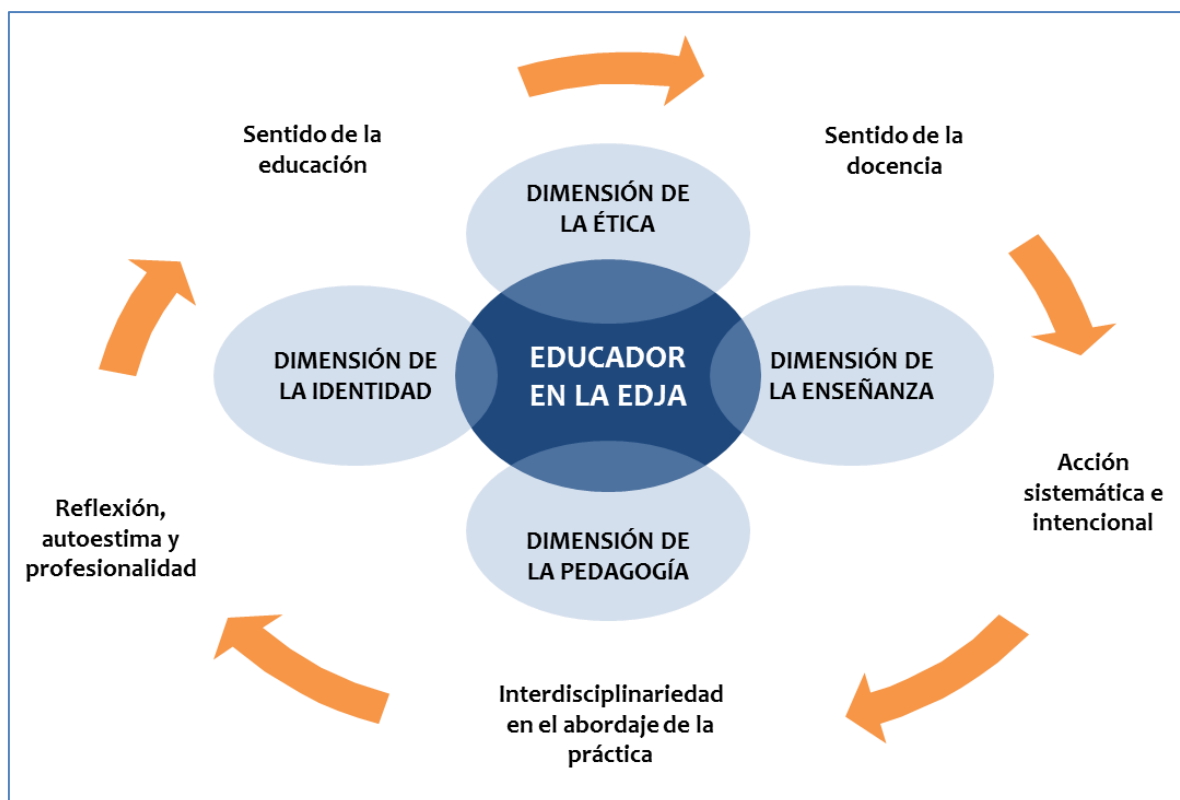 Sentido de la
educación
Sentido de la
docencia
DIMENSIÓN DE
LA ÉTICA
DIMENSIÓN DE
LA IDENTIDAD
EDUCADOR
EN LA EDJA
DIMENSIÓN DE
LA ENSEÑANZA
Acción
sistemática e
intencional
Reflexión,
autoestima y
profesionalidad
DIMENSIÓN DE
LA PEDAGOGÍA
Interdisciplinariedad
en el abordaje de la
práctica